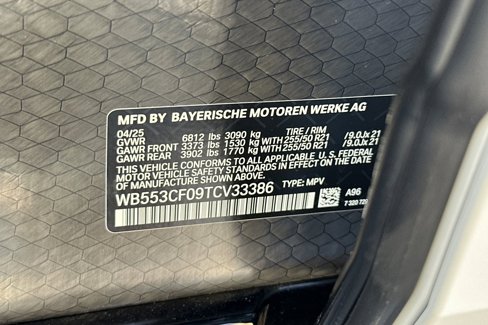 MFD BY BAYERISCHE MOTOREN WERKE AG
04/25 TIRE / RIM
GVWR 6812 lbs 3090 kg
GAWR FRONT 3373 lbs 1530 kg WITH 255/50 R21 /9.0Jx21
GAWR REAR 3902 lbs 1770 kg WITH 255/50 R21 /9.0Jx21
THIS VEHICLE CONFORMS TO ALL APPLICABLE U. S. FEDERAL
MOTOR VEHICLE SAFETY STANDARDS
IN EFFECT ON THE DATE OF MANUFACTURE SHOWN ABOVE.
WB553CF09TCV33386 TYPE: MPV
A96